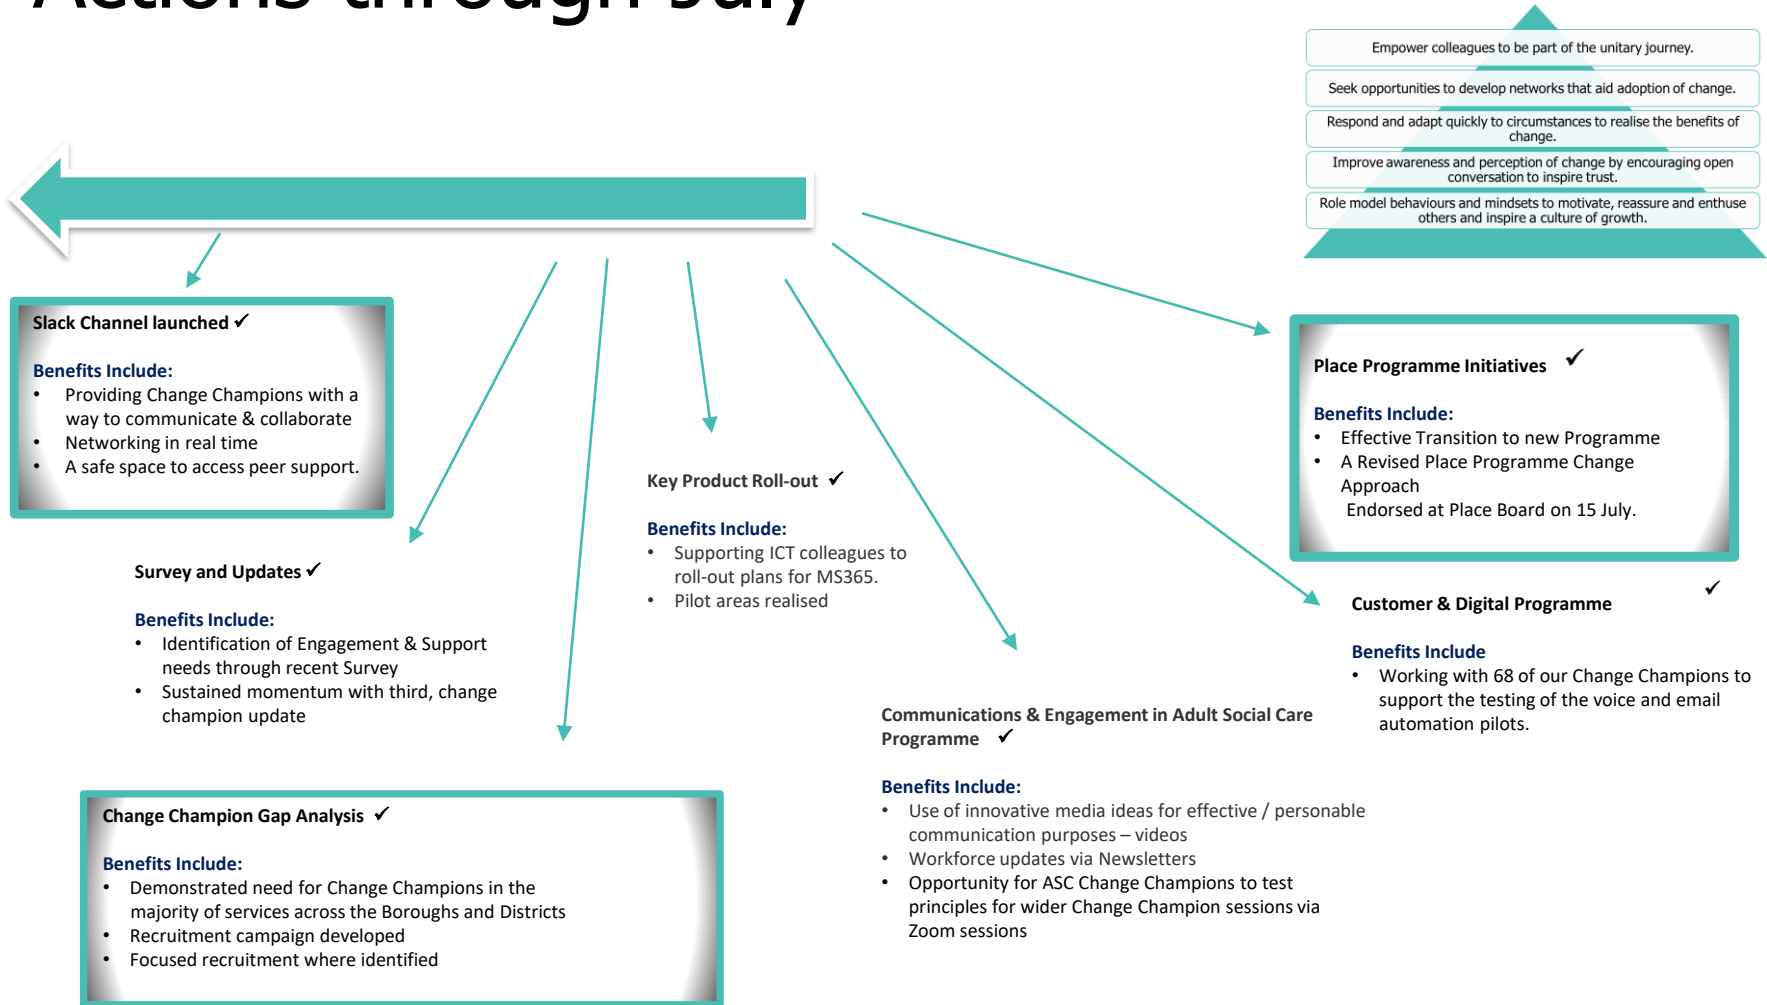 Actions through July
Empower colleagues to be part of the unitary journey.
Seek opportunities to develop networks that aid adoption of change.
Respond and adapt quickly to circumstances to realise the benefits of
change.
Improve awareness and perception of change by encouraging open
conversation to inspire trust.
Role model behaviours and mindsets to motivate, reassure and enthuse
others and inspire a culture of growth.
Slack Channel launched ✓
Benefits Include:
• Providing Change Champions with a
way to communicate & collaborate
• Networking in real time
• A safe space to access peer support.
Survey and Updates ✓
Benefits Include:
• Identification of Engagement & Support
needs through recent Survey
• Sustained momentum with third, change
champion update
Change Champion Gap Analysis ✓
Benefits Include:
• Demonstrated need for Change Champions in the
majority of services across the Boroughs and Districts
• Recruitment campaign developed
• Focused recruitment where identified
Key Product Roll-out ✓
Benefits Include:
• Supporting ICT colleagues to
roll-out plans for MS365.
• Pilot areas realised
Communications & Engagement in Adult Social Care
Programme ✓
Benefits Include:
• Use of innovative media ideas for effective / personable
communication purposes – videos
• Workforce updates via Newsletters
• Opportunity for ASC Change Champions to test
principles for wider Change Champion sessions via
Zoom sessions
Place Programme Initiatives ✓
Benefits Include:
• Effective Transition to new Programme
• A Revised Place Programme Change
Approach
Endorsed at Place Board on 15 July.
Customer & Digital Programme ✓
Benefits Include
• Working with 68 of our Change Champions to
support the testing of the voice and email
automation pilots.